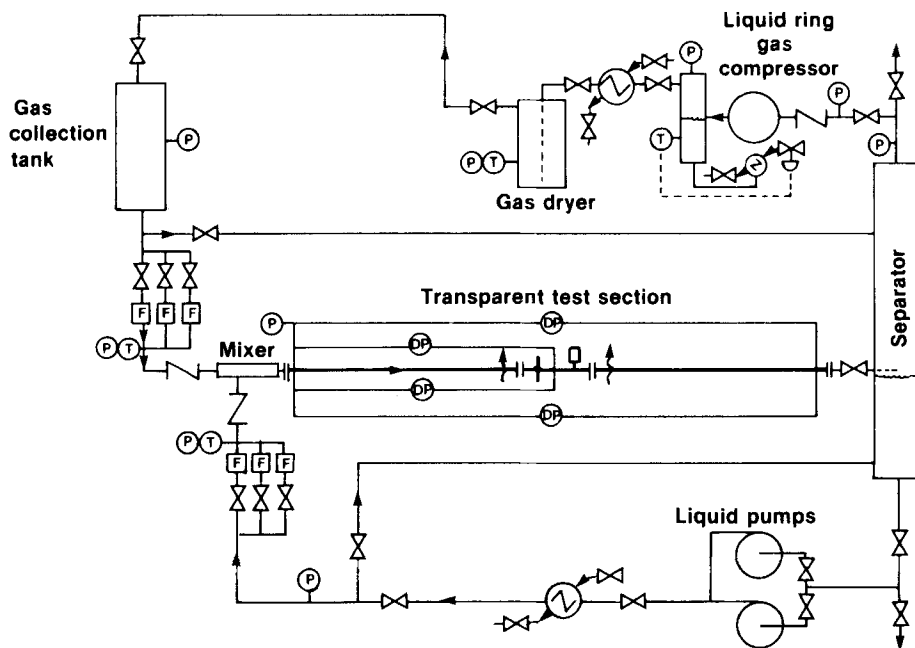 Liquid ring
gas
compressor
P
P
Gas
collection
tank
P
P
T
T
P
Z
Gas dryer
Separator
F
F
F
Transparent test section
P
DP
P
T
Mixer
DP
DP
DP
P
T
F
F
F
Liquid pumps
P